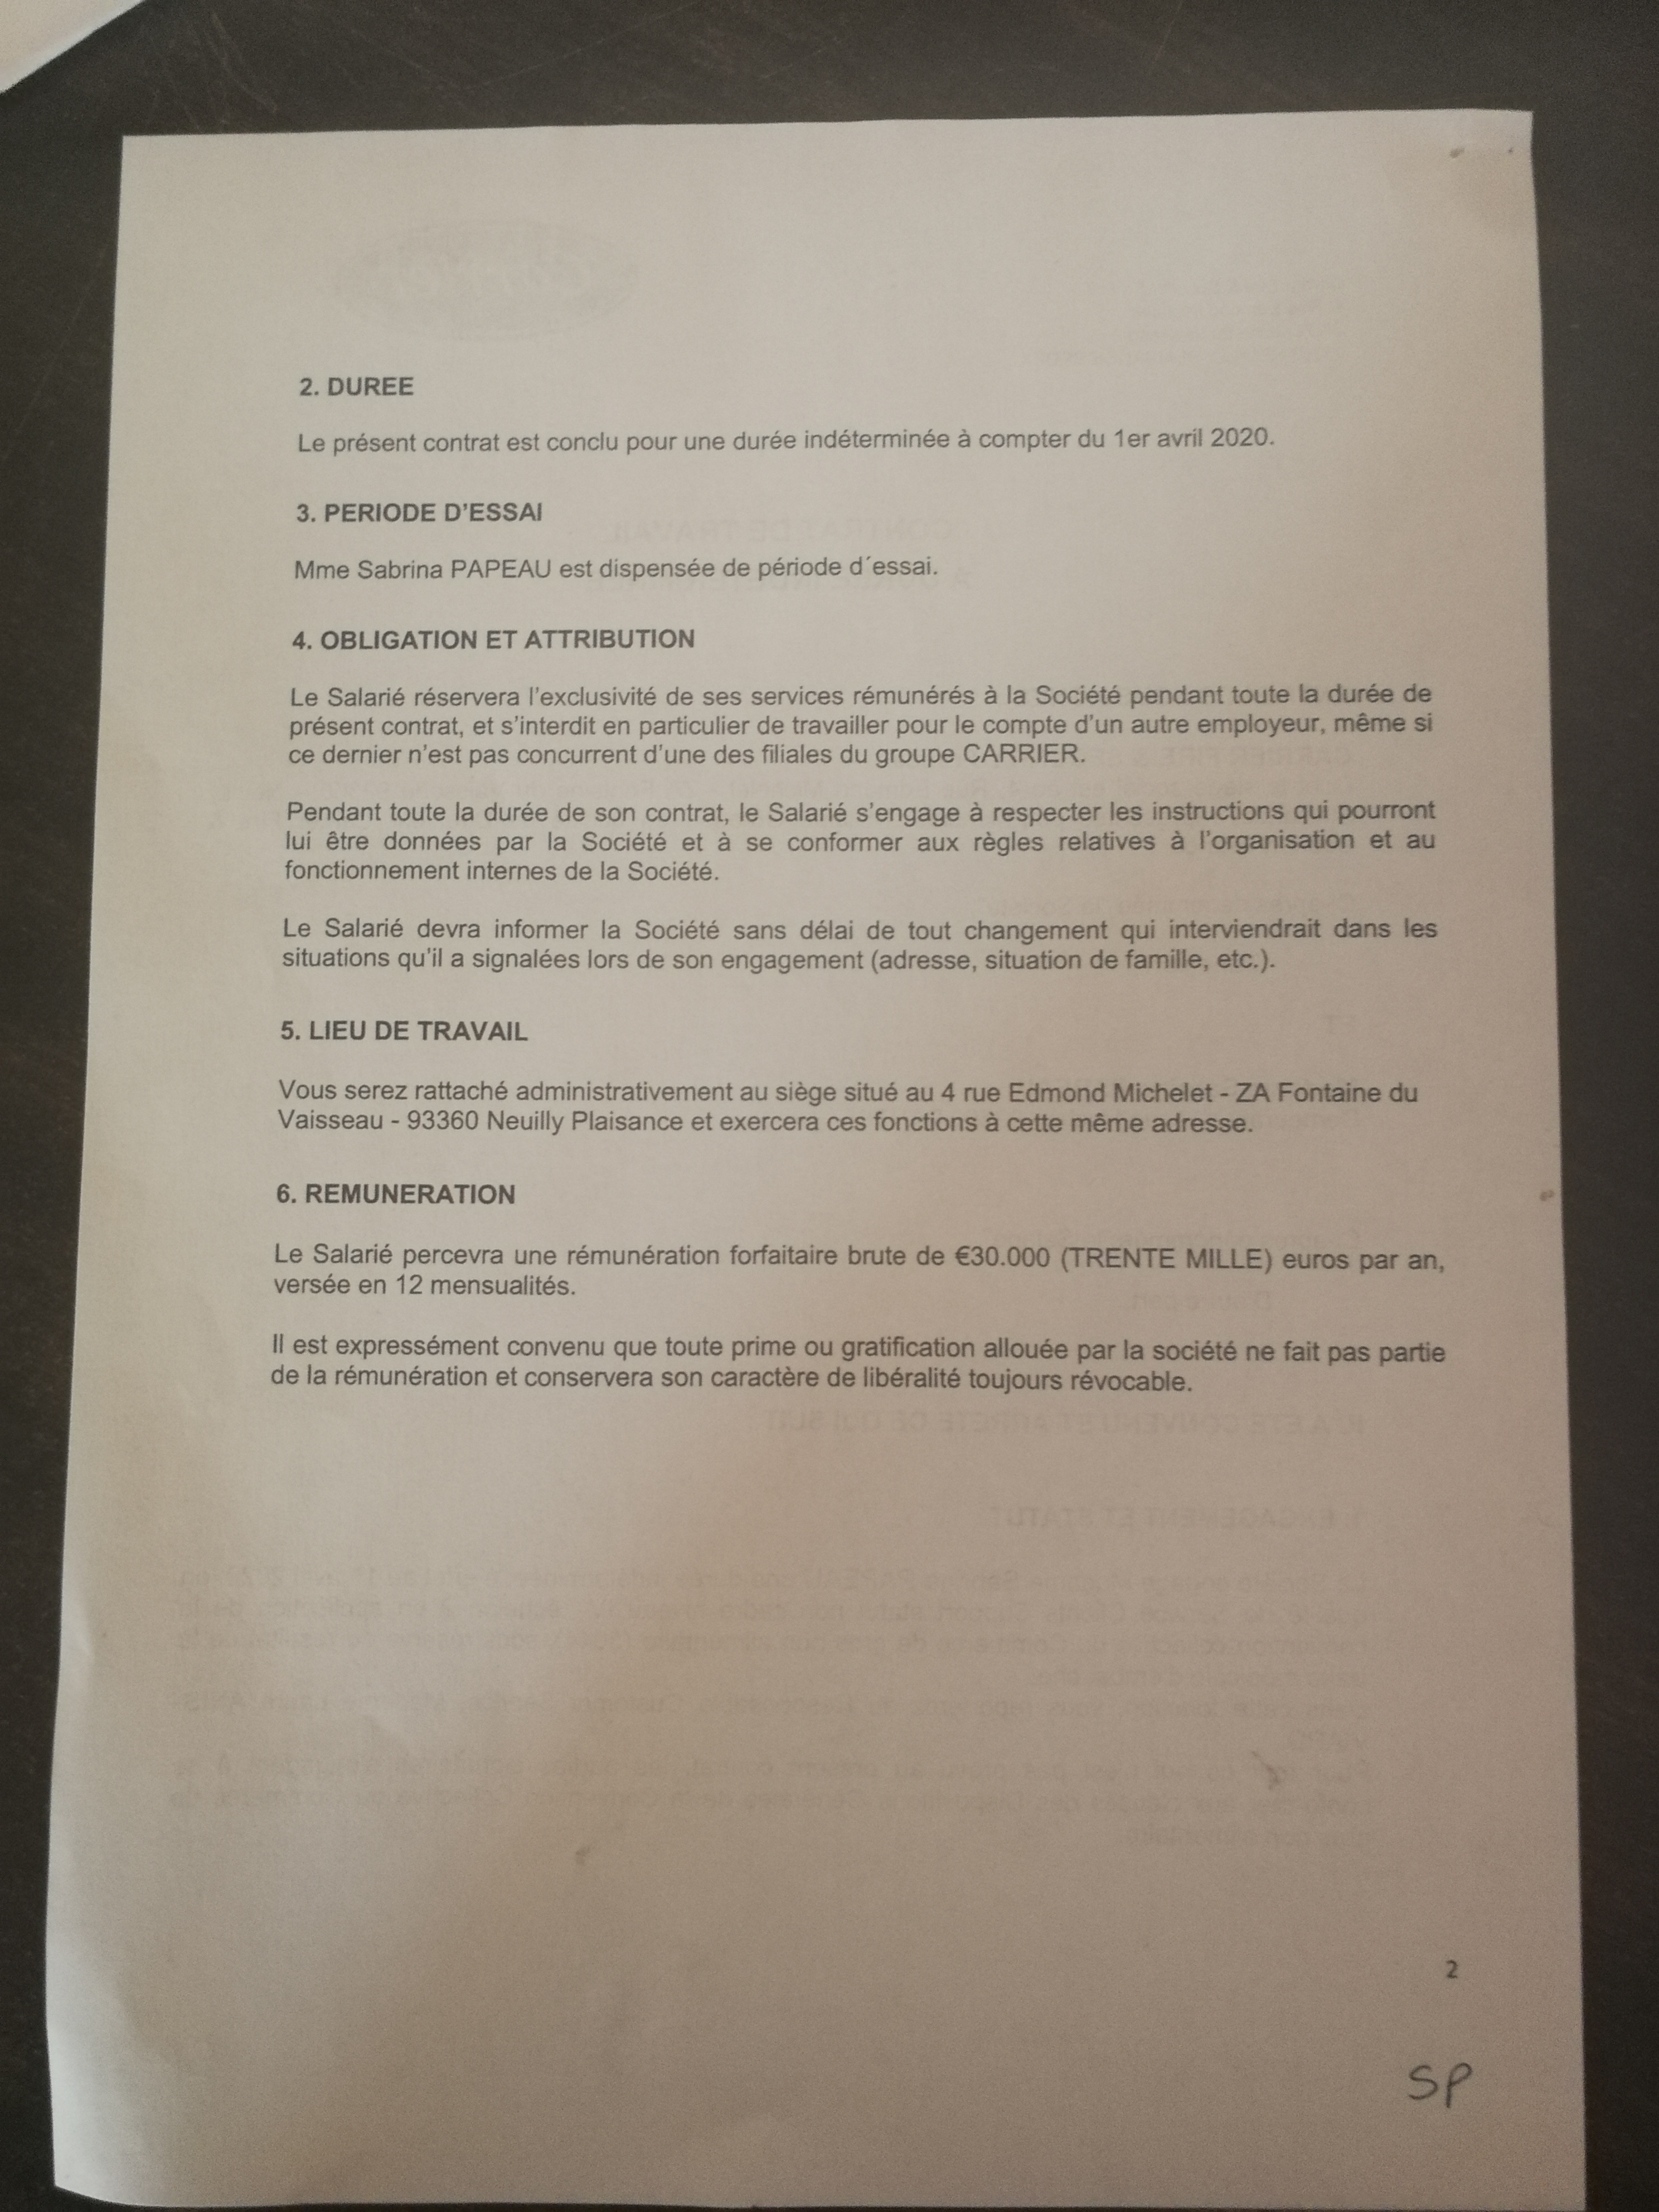 2. DUREE
Le présent contrat est conclu pour une durée indéterminée à compter du 1er avril 2020.
3. PERIODE D'ESSAI
Mme Sabrina PAPEAU est dispensée de période d´essai.
4. OBLIGATION ET ATTRIBUTION
Le Salarié réservera l'exclusivité de ses services rémunérés à la Société pendant toute la durée de
présent contrat, et s'interdit en particulier de travailler pour le compte d'un autre employeur, même si
ce dernier n'est pas concurrent d'une des filiales du groupe CARRIER.
Pendant toute la durée de son contrat, le Salarié s'engage à respecter les instructions qui pourront
lui être données par la Société et à se conformer aux règles relatives à l'organisation et au
fonctionnement internes de la Société.
Le Salarié devra informer la Société sans délai de tout changement qui interviendrait dans les
situations qu'il a signalées lors de son engagement (adresse, situation de famille, etc.).
5. LIEU DE TRAVAIL
Vous serez rattaché administrativement au siège situé au 4 rue Edmond Michelet - ZA Fontaine du
Vaisseau - 93360 Neuilly Plaisance et exercera ces fonctions à cette même adresse.
6. REMUNERATION
Le Salarié percevra une rémunération forfaitaire brute de €30.000 (TRENTE MILLE) euros par an,
versée en 12 mensualités.
Il est expressément convenu que toute prime ou gratification allouée par la société ne fait pas partie
de la rémunération et conservera son caractère de libéralité toujours révocable.
2
SP